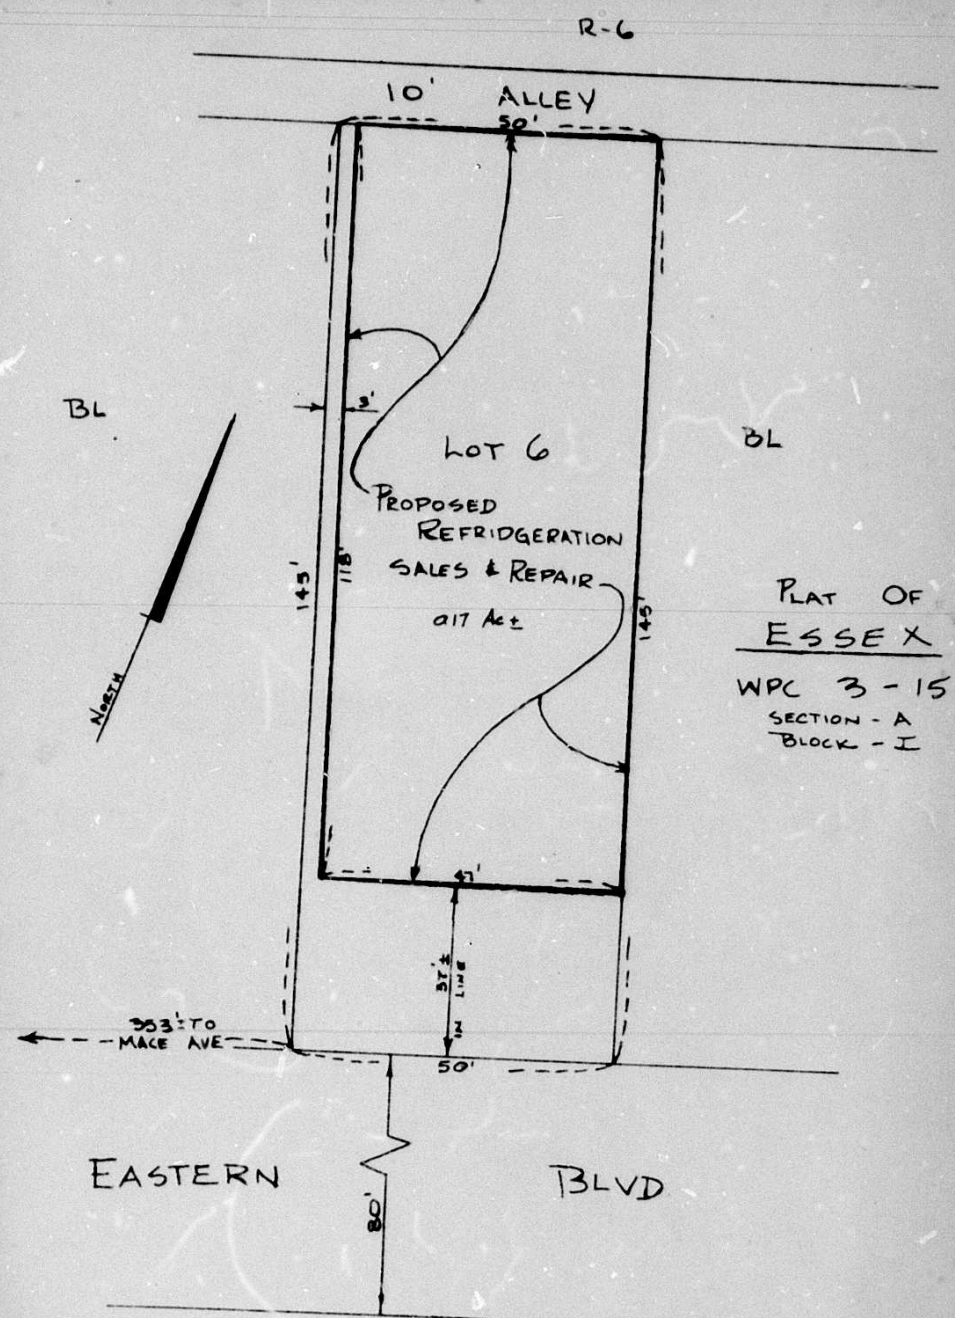 R-6
10' ALLEY
50'
BL
3'
LOT 6
BL
PROPOSED
REFRIDGERATION
SALES & REPAIR
145'
118'
145'
.017 Ac ±
PLAT OF
ESSEX
WPC 3-15
SECTION - A
BLOCK - I
NORTH
47'
37'±
IN LINE
353'± TO
MACE AVE
50'
EASTERN BLVD
80'